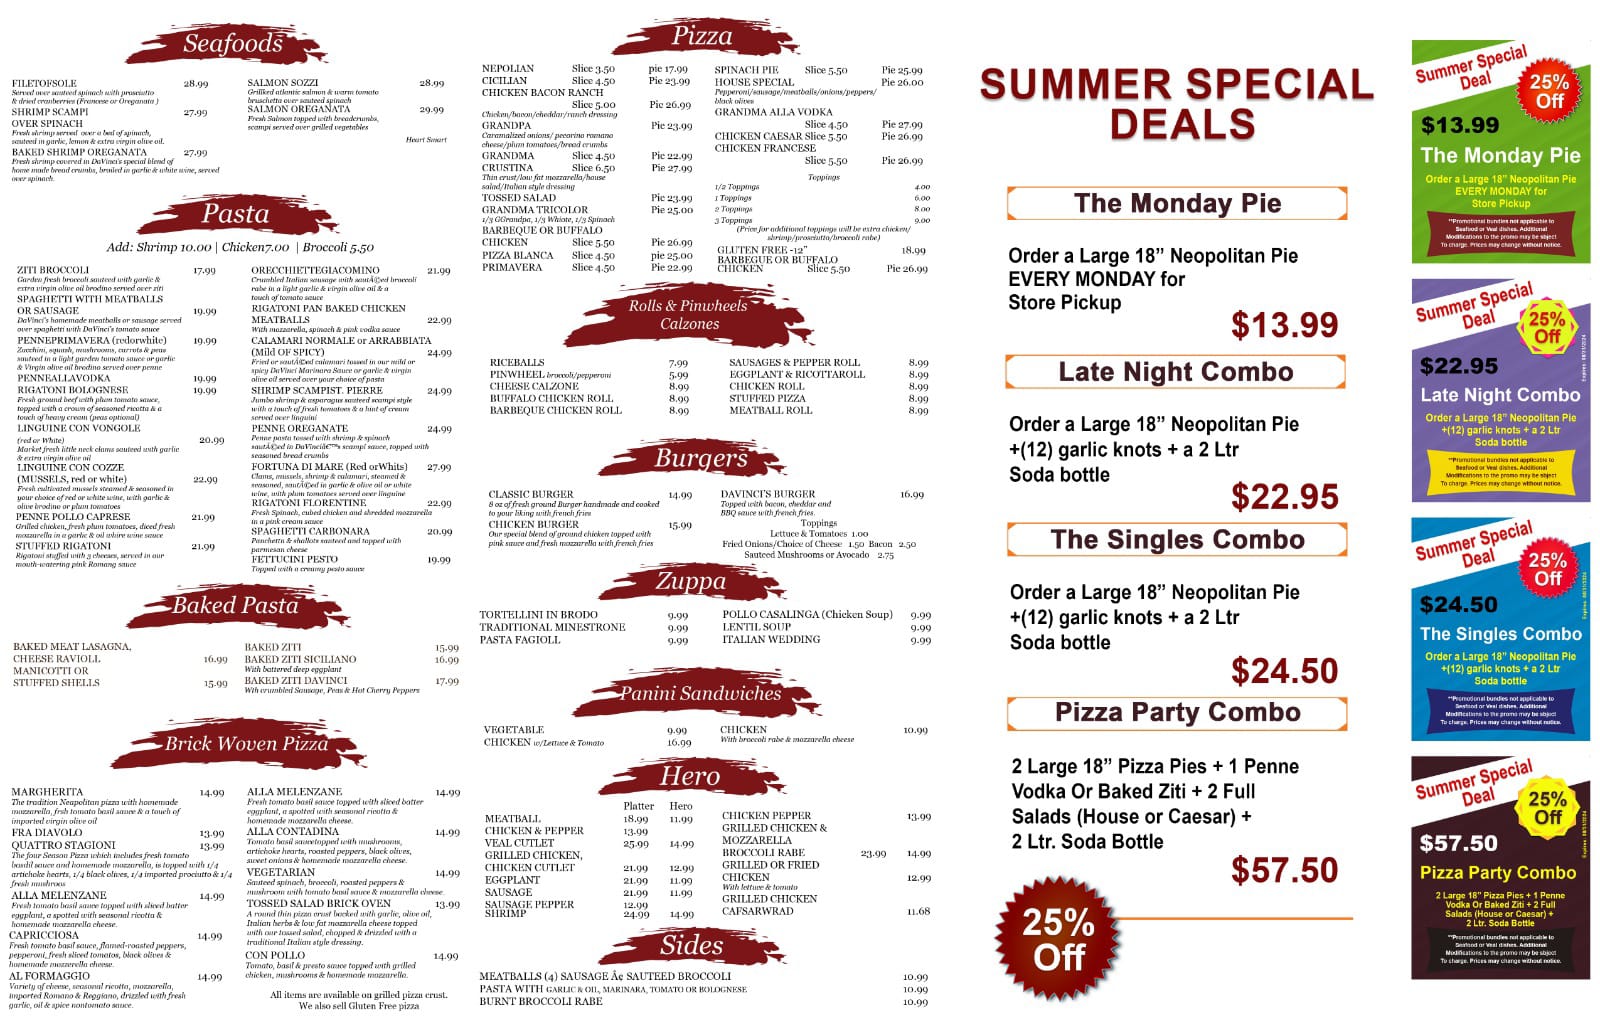 Seafoods
FILETOFSOLE 28.99
Served over sauteed spinach with prosciutto
& dried cranberries (Francese or Oreganata )
SHRIMP SCAMPI 27.99
OVER SPINACH
Fresh shrimp served over a bed of spinach,
sauteed in garlic, lemon & extra virgin olive oil.
BAKED SHRIMP OREGANATA 27.99
Fresh shrimp covered in DaVinci's special blend of
home made bread crumbs, broiled in garlic & white wine, served
over spinach.
SALMON SOZZI 28.99
Grillked atlantic salmon & warm tomato
bruschetta over sauteed spinach
SALMON OREGANATA 29.99
Fresh Salmon topped with breadcrumbs,
scampi served over grilled vegetables
Heart Smart
Pasta
Add: Shrimp 10.00 | Chicken7.00 | Broccoli 5.50
ZITI BROCCOLI 17.99
Garden fresh broccoli sauteed with garlic &
extra virgin olive oil brodino served over ziti
SPAGHETTI WITH MEATBALLS
OR SAUSAGE 19.99
DaVinci's homemade meatballs or sausage served
over spaghetti with DaVinci's tomato sauce
PENNEPRIMAVERA (redorwhite) 19.99
Zucchini, squash, mushrooms, carrots & peas
sauteed in a light garden tomato sauce or garlic
& Virgin olive oil brodino served over penne
PENNEALLAVODKA 19.99
RIGATONI BOLOGNESE 19.99
Fresh ground beef with plum tomato sauce,
topped with a crown of seasoned ricotta & a
touch of heavy cream (peas optional)
LINGUINE CON VONGOLE
(red or White) 20.99
Market fresh little neck clams sauteed with garlic
& extra virgin olive oil
LINGUINE CON COZZE
(MUSSELS, red or white) 22.99
Fresh cultivated mussels steamed & seasoned in
your choice of red or white wine, with garlic &
olive brodino or plum tomatoes
PENNE POLLO CAPRESE 21.99
Grilled chicken, fresh plum tomatoes, diced fresh
mozzarella in a garlic & oil white wine sauce
STUFFED RIGATONI 21.99
Rigatoni stuffed with 3 cheeses, served in our
mouth-watering pink Romang sauce
ORECCHIETTEGIACOMINO 21.99
Crumbled Italian sausage with sautÃ©ed broccoli
rabe in a light garlic & virgin olive oil & a
touch of tomato sauce
RIGATONI PAN BAKED CHICKEN
MEATBALLS 22.99
With mozzarella, spinach & pink vodka sauce
CALAMARI NORMALE or ARRABBIATA
(Mild OF SPICY) 24.99
Fried or sautÃ©ed calamari tossed in our mild or
spicy DaVinci Marinara Sauce or garlic & virgin
olive oil served over your choice of pasta
SHRIMP SCAMPIST. PIERRE 24.99
Jumbo shrimp & asparagus sauteed scampi style
with a touch of fresh tomatoes & a hint of cream
served over linguini
PENNE OREGANATE 24.99
Penne pasta tossed with shrimp & spinach
sautÃ©ed in DaVinciâ€™s scampi sauce, topped with
seasoned bread crumbs
FORTUNA DI MARE (Red orWhits) 27.99
Clams, mussels, shrimp & calamari, steamed &
seasoned, sautÃ©ed in garlic & olive oil or white
wine, with plum tomatoes served over linguine
RIGATONI FLORENTINE 22.99
Fresh Spinach, cubed chicken and shredded mozzarella
in a pink cream sauce
SPAGHETTI CARBONARA 20.99
Panchetta & shallots sauteed and topped with
parmesan cheese
FETTUCINI PESTO 19.99
Topped with a creamy pesto sauce
Baked Pasta
BAKED MEAT LASAGNA,
CHEESE RAVIOLL 16.99
MANICOTTI OR
STUFFED SHELLS 15.99
BAKED ZITI 15.99
BAKED ZITI SICILIANO 16.99
With battered deep eggplant
BAKED ZITI DAVINCI 17.99
Wth crumbled Sausage, Peas & Hot Cherry Peppers
Brick Woven Pizza
MARGHERITA 14.99
The tradition Neapolitan pizza with homemade
mozzarella, frsh tomato basil sauce & a touch of
imported virgin olive oil
FRA DIAVOLO 13.99
QUATTRO STAGIONI 13.99
The four Season Pizza which includes fresh tomato
basdil sauce and homemade mozzarella, is topped with 1/4
artichoke hearts, 1/4 black olives, 1/4 imported prociutto & 1/4
fresh mushroos
ALLA MELENZANE 14.99
Fresh tomato basil sauce topped with sliced batter
eggplant, a spotted with seasonal ricotta &
homemade mozzarella cheese.
CAPRICCIOSA 14.99
Fresh tomato basil sauce, flamed-roasted peppers,
pepperoni, fresh sliced tomatoes, black olives &
homemade mozzarella cheese.
AL FORMAGGIO 14.99
Variety of cheese, seasonal ricotta, mozzarella,
imported Romano & Reggiano, drizzled with fresh
garlic, oil & spice nontomato sauce.
ALLA MELENZANE 14.99
Fresh tomato basil sauce topped with sliced batter
eggplant, a spotted with seasonal ricotta &
homemade mozzarella cheese.
ALLA CONTADINA 14.99
Tomato basil saucetopped with mushrooms,
artichoke hearts, roasted peppers, black olives,
sweet onions & homemade mozzarella cheese.
VEGETARIAN 14.99
Sauteed spinach, broccoli, roasted peppers &
mushroom with tomato basil sauce & mozzarella cheese.
TOSSED SALAD BRICK OVEN 13.99
A round thin pizza crust backed with garlic, olive oil,
Italian herbs & low fat mozzarella cheese topped
with our tossed salad, chopped & drizzled with a
traditional Italian style dressing.
CON POLLO 14.99
Tomato, basil & presto sauce topped with grilled
chicken, mushrooms & homemade mozzarella.
All items are available on grilled pizza crust.
We also sell Gluten Free pizza
Pizza
NEPOLIAN Slice 3.50 pie 17.99
CICILIAN Slice 4.50 Pie 23.99
CHICKEN BACON RANCH
Slice 5.00 Pie 26.99
Chicken/bacon/cheddar/ranch dressing
GRANDPA Pie 23.99
Caramalized onions/ pecorino romano
cheese/plum tomatoes/bread crumbs
GRANDMA Slice 4.50 Pie 22.99
CRUSTINA Slice 6.50 Pie 27.99
Thin crust/low fat mozzarella/house
salad/Italian style dressing
TOSSED SALAD Pie 23.99
GRANDMA TRICOLOR Pie 25.00
1/3 GGrandpa, 1/3 Whiote, 1/3 Spinach
BARBEQUE OR BUFFALO
CHICKEN Slice 5.50 Pie 26.99
PIZZA BLANCA Slice 4.50 pie 25.00
PRIMAVERA Slice 4.50 Pie 22.99
SPINACH PIE Slice 5.50 Pie 25.99
HOUSE SPECIAL Pie 26.00
Pepperoni/sausage/meatballs/onions/peppers/
black olives
GRANDMA ALLA VODKA
Slice 4.50 Pie 27.99
CHICKEN CAESAR Slice 5.50 Pie 26.99
CHICKEN FRANCESE
Slice 5.50 Pie 26.99
Toppings
1/2 Toppings 4.00
1 Toppings 6.00
2 Toppings 8.00
3 Toppings 9.00
(Price for additional toppings will be extra chicken/
shrimp/prosciutto/broccoli rabe)
GLUTEN FREE -12” 18.99
BARBEGUE OR BUFFALO
CHICKEN Slice 5.50 Pie 26.99
Rolls & Pinwheels
Calzones
RICEBALLS 7.99
PINWHEEL broccoli/pepperoni 5.99
CHEESE CALZONE 8.99
BUFFALO CHICKEN ROLL 8.99
BARBEQUE CHICKEN ROLL 8.99
SAUSAGES & PEPPER ROLL 8.99
EGGPLANT & RICOTTAROLL 8.99
CHICKEN ROLL 8.99
STUFFED PIZZA 8.99
MEATBALL ROLL 8.99
Burgers
CLASSIC BURGER 14.99
8 oz of fresh ground Burger handmade and cooked
to your liking with french fries
CHICKEN BURGER 15.99
Our special blend of ground chicken topped with
pink sauce and fresh mozzarella with french fries
DAVINCI'S BURGER 16.99
Topped with bacon, cheddar and
BBQ sauce with french fries.
Toppings
Lettuce & Tomatoes 1.00
Fried Onions/Choice of Cheese 1.50 Bacon 2.50
Sauteed Mushrooms or Avocado 2.75
Zuppa
TORTELLINI IN BRODO 9.99
TRADITIONAL MINESTRONE 9.99
PASTA FAGIOLL 9.99
POLLO CASALINGA (Chicken Soup) 9.99
LENTIL SOUP 9.99
ITALIAN WEDDING 9.99
Panini Sandwiches
VEGETABLE 9.99
CHICKEN w/Lettuce & Tomato 16.99
CHICKEN 10.99
With broccoli rabe & mozzarella cheese
Hero
Platter Hero
MEATBALL 18.99 11.99
CHICKEN & PEPPER 13.99
VEAL CUTLET 25.99 14.99
GRILLED CHICKEN,
CHICKEN CUTLET 21.99 12.99
EGGPLANT 21.99 11.99
SAUSAGE 21.99 11.99
SAUSAGE PEPPER 12.99
SHRIMP 24.99 14.99
CHICKEN PEPPER 13.99
GRILLED CHICKEN &
MOZZARELLA
BROCCOLI RABE 23.99 14.99
GRILLED OR FRIED
CHICKEN 12.99
With lettuce & tomato
GRILLED CHICKEN
CAFSARWRAD 11.68
Sides
MEATBALLS (4) SAUSAGE Â¢ SAUTEED BROCCOLI 10.99
PASTA WITH GARLIC & OIL, MARINARA, TOMATO OR BOLOGNESE 10.99
BURNT BROCCOLI RABE 10.99
SUMMER SPECIAL
DEALS
The Monday Pie
Order a Large 18” Neopolitan Pie
EVERY MONDAY for
Store Pickup
$13.99
Late Night Combo
Order a Large 18” Neopolitan Pie
+(12) garlic knots + a 2 Ltr
Soda bottle
$22.95
The Singles Combo
Order a Large 18” Neopolitan Pie
+(12) garlic knots + a 2 Ltr
Soda bottle
$24.50
Pizza Party Combo
2 Large 18” Pizza Pies + 1 Penne
Vodka Or Baked Ziti + 2 Full
Salads (House or Caesar) +
2 Ltr. Soda Bottle
$57.50
25%
Off
Summer Special
Deal
25%
Off
$13.99
The Monday Pie
Order a Large 18” Neopolitan Pie
EVERY MONDAY for
Store Pickup
**Promotional bundles not applicable to
Seafood or Veal dishes. Additional
Modifications to the promo may be sbject
To charge. Prices may change without notice.
Summer Special
Deal
25%
Off
Expires: 08/31/2024
$22.95
Late Night Combo
Order a Large 18” Neopolitan Pie
+(12) garlic knots + a 2 Ltr
Soda bottle
**Promotional bundles not applicable to
Seafood or Veal dishes. Additional
Modifications to the promo may be sbject
To charge. Prices may change without notice.
Summer Special
Deal
25%
Off
Expires: 08/31/2024
$24.50
The Singles Combo
Order a Large 18” Neopolitan Pie
+(12) garlic knots + a 2 Ltr
Soda bottle
**Promotional bundles not applicable to
Seafood or Veal dishes. Additional
Modifications to the promo may be sbject
To charge. Prices may change without notice.
Summer Special
Deal
25%
Off
Expires: 08/31/2024
$57.50
Pizza Party Combo
2 Large 18” Pizza Pies + 1 Penne
Vodka Or Baked Ziti + 2 Full
Salads (House or Caesar) +
2 Ltr. Soda Bottle
**Promotional bundles not applicable to
Seafood or Veal dishes. Additional
Modifications to the promo may be sbject
To charge. Prices may change without notice.